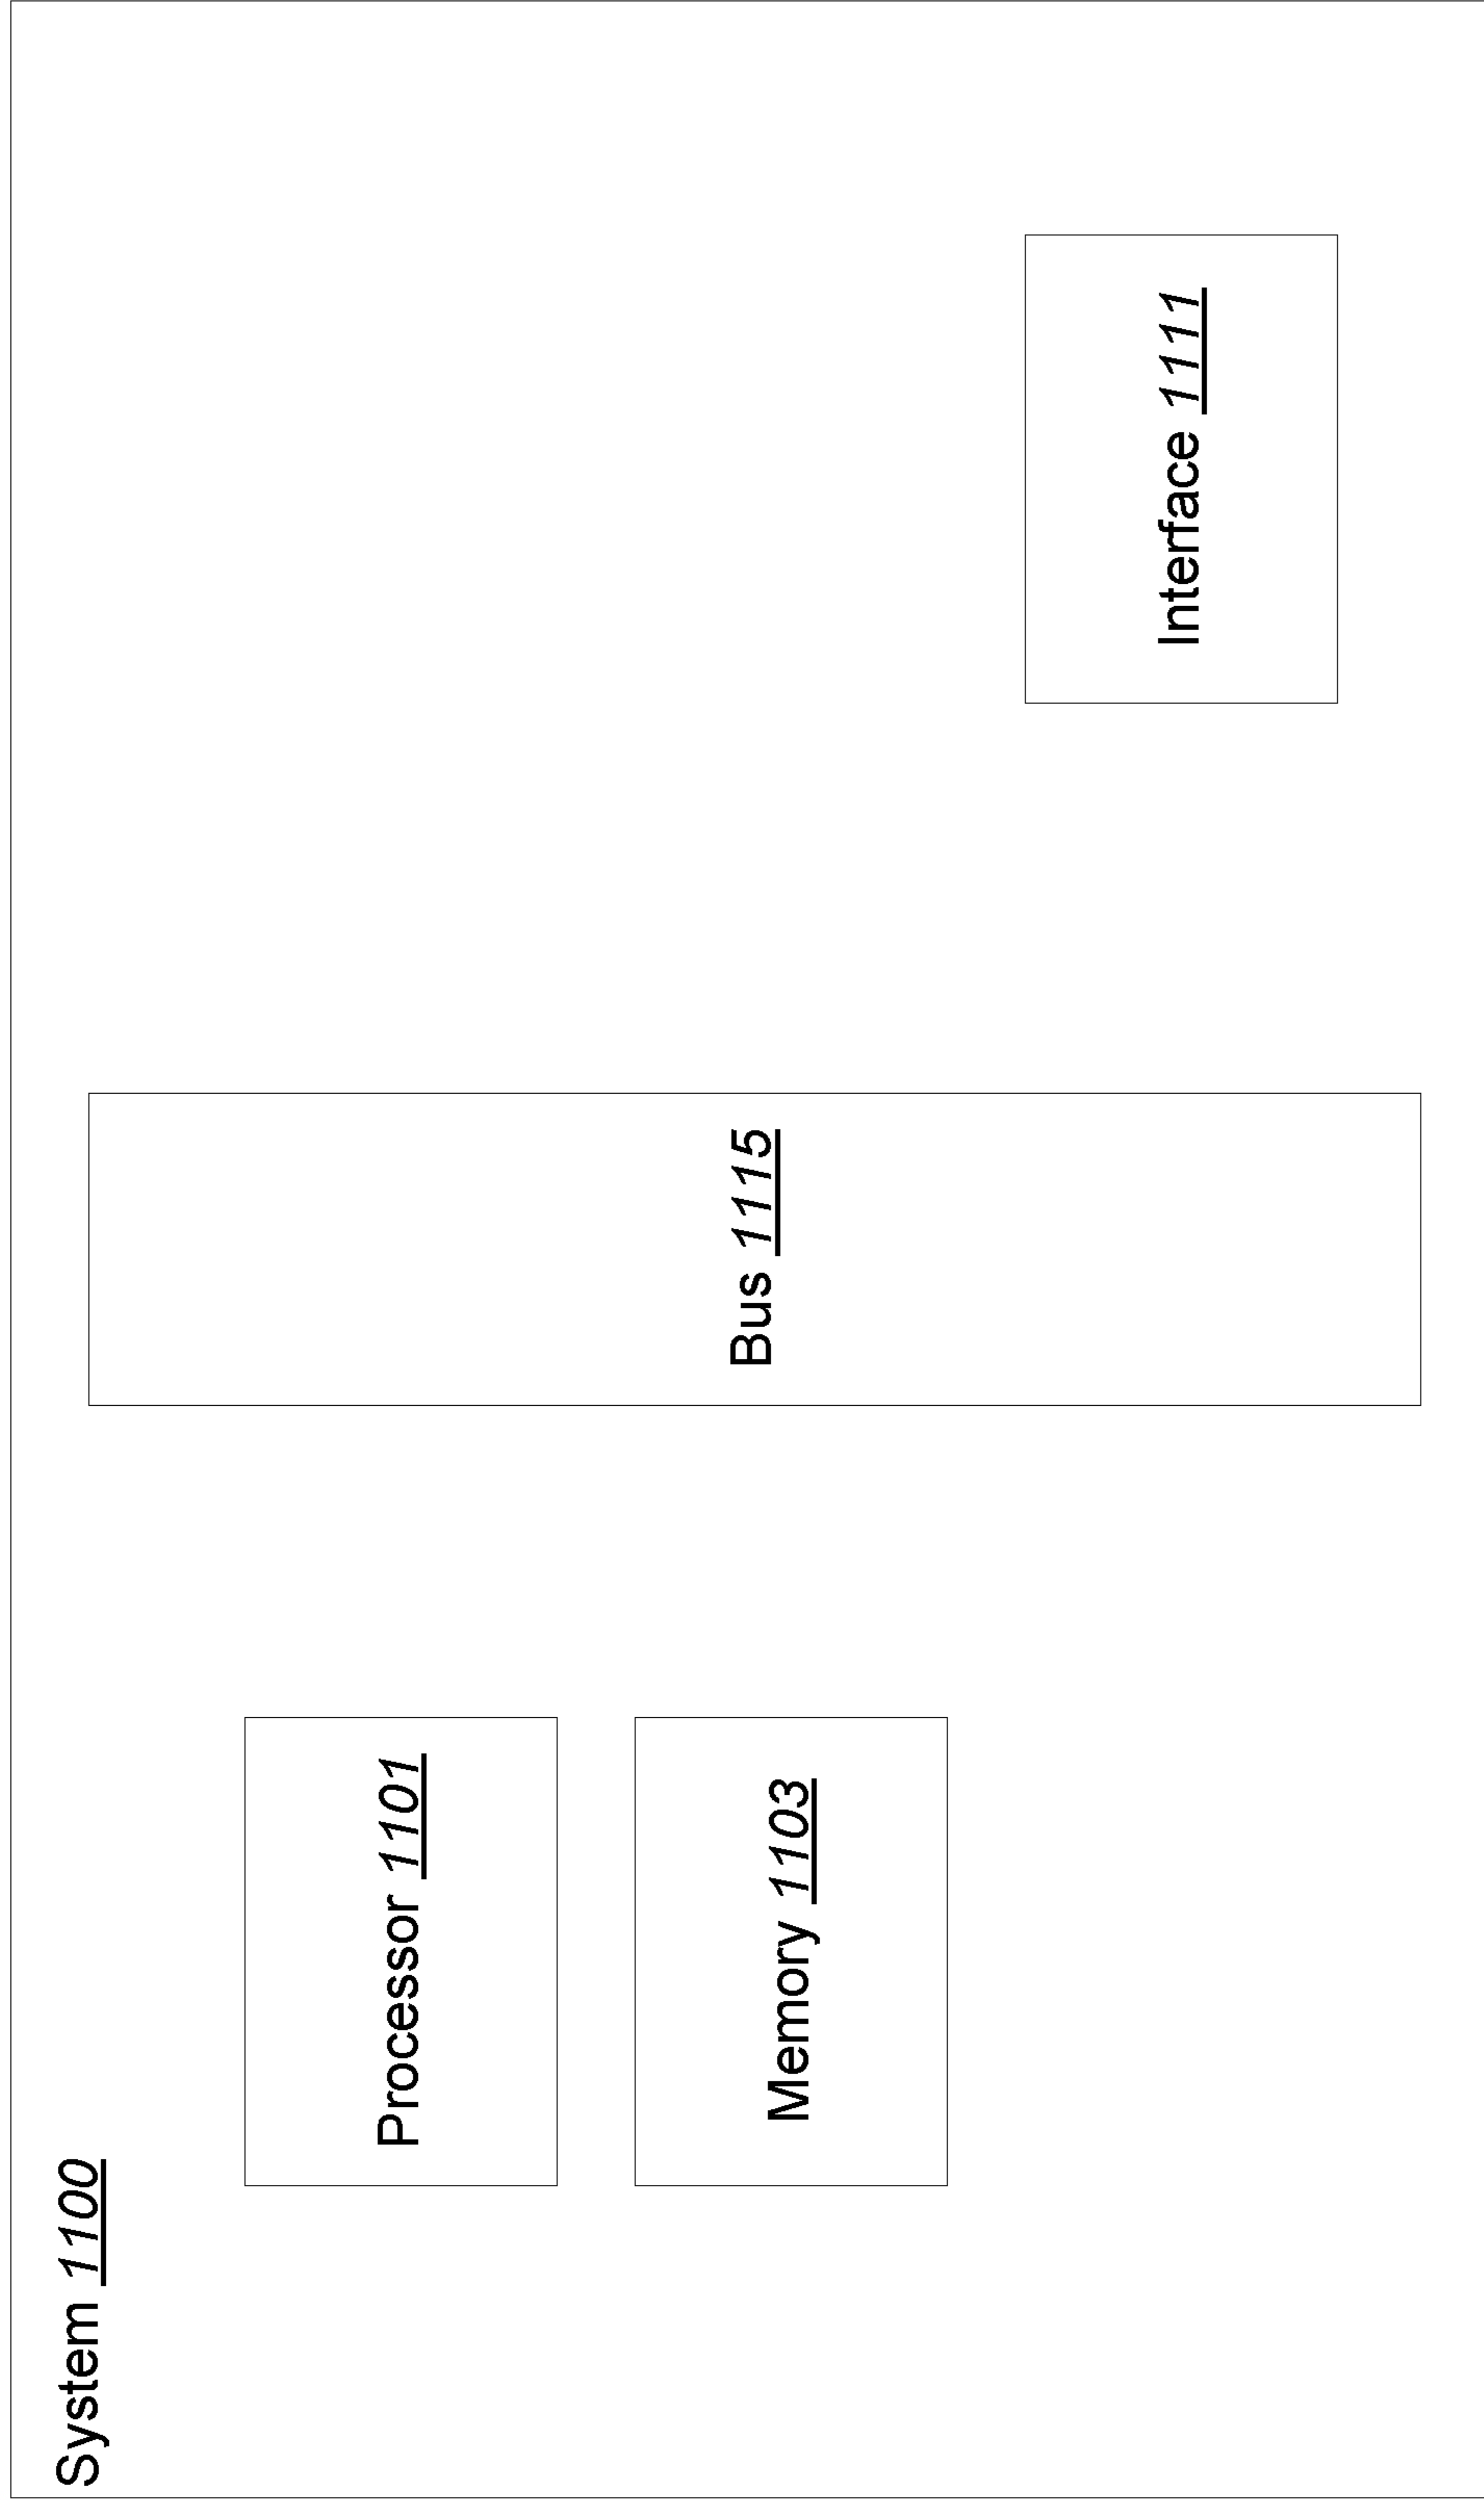 System 1100
Processor 1101
Memory 1103
Bus 1115
Interface 1111